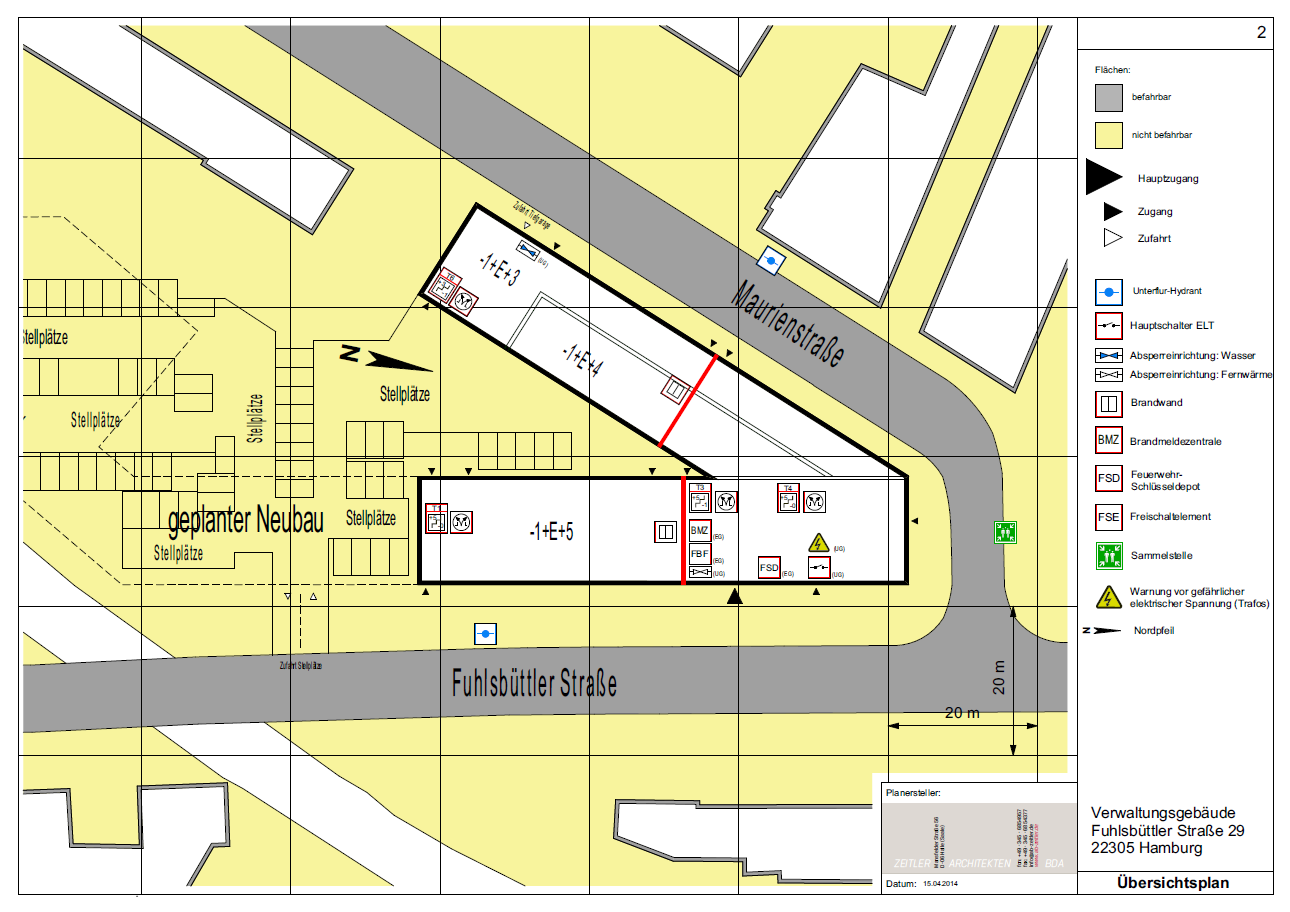 2
Flächen:
befahrbar
nicht befahrbar
Hauptzugang
Zugang
Zufahrt
Unterflur-Hydrant
Hauptschalter ELT
Absperreinrichtung: Wasser
Absperreinrichtung: Fernwärme
Brandwand
BMZ
Brandmeldezentrale
FSD
Feuerwehr-
Schlüsseldepot
FSE
Freischaltelement
Sammelstelle
Warnung vor gefährlicher
elektrischer Spannung (Trafos)
N
Nordpfeil
Zufahrt Tiefgarage
(UG)
-1+E+3
T6
M
-1+E+4
Maurienstraße
N
Stellplätze
Stellplätze
Stellplätze
Stellplätze
geplanter Neubau
Stellplätze
Stellplätze
M
-1+E+5
T3
+5
-1
M
T4
+5
M
BMZ
(EG)
FBF
(EG)
(UG)
FSD
(EG)
(UG)
(UG)
Zufahrt Stellplätze
Fuhlsbüttler Straße
20 m
20 m
Planersteller:
ZEITLER ARCHITEKTEN BDA
Datum: 15.04.2014
Verwaltungsgebäude
Fuhlsbüttler Straße 29
22305 Hamburg
Übersichtsplan